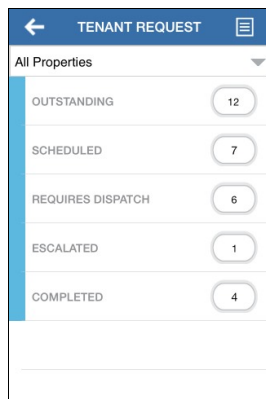 TENANT REQUEST
All Properties
OUTSTANDING 12
SCHEDULED 7
REQUIRES DISPATCH 6
ESCALATED 1
COMPLETED 4